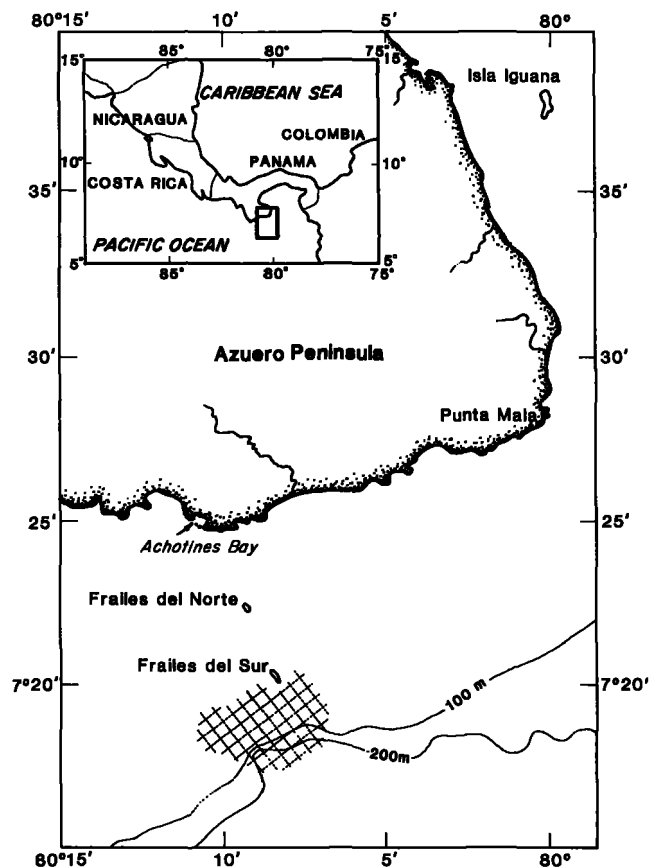 80°15′ 10′ 5′ 80°
15° 85° 80° 75° 15°
CARIBBEAN SEA
Isla Iguana
NICARAGUA
COLOMBIA
10° PANAMA 10°
COSTA RICA
35′ 35′
PACIFIC OCEAN
5° 5°
85° 80° 75°
30′ Azuero Peninsula 30′
Punta Mala
25′ 25′
Achotines Bay
Frailes del Norte
Frailes del Sur
7°20′ 100 m 7°20′
200m
80°15′ 10′ 5′ 80°